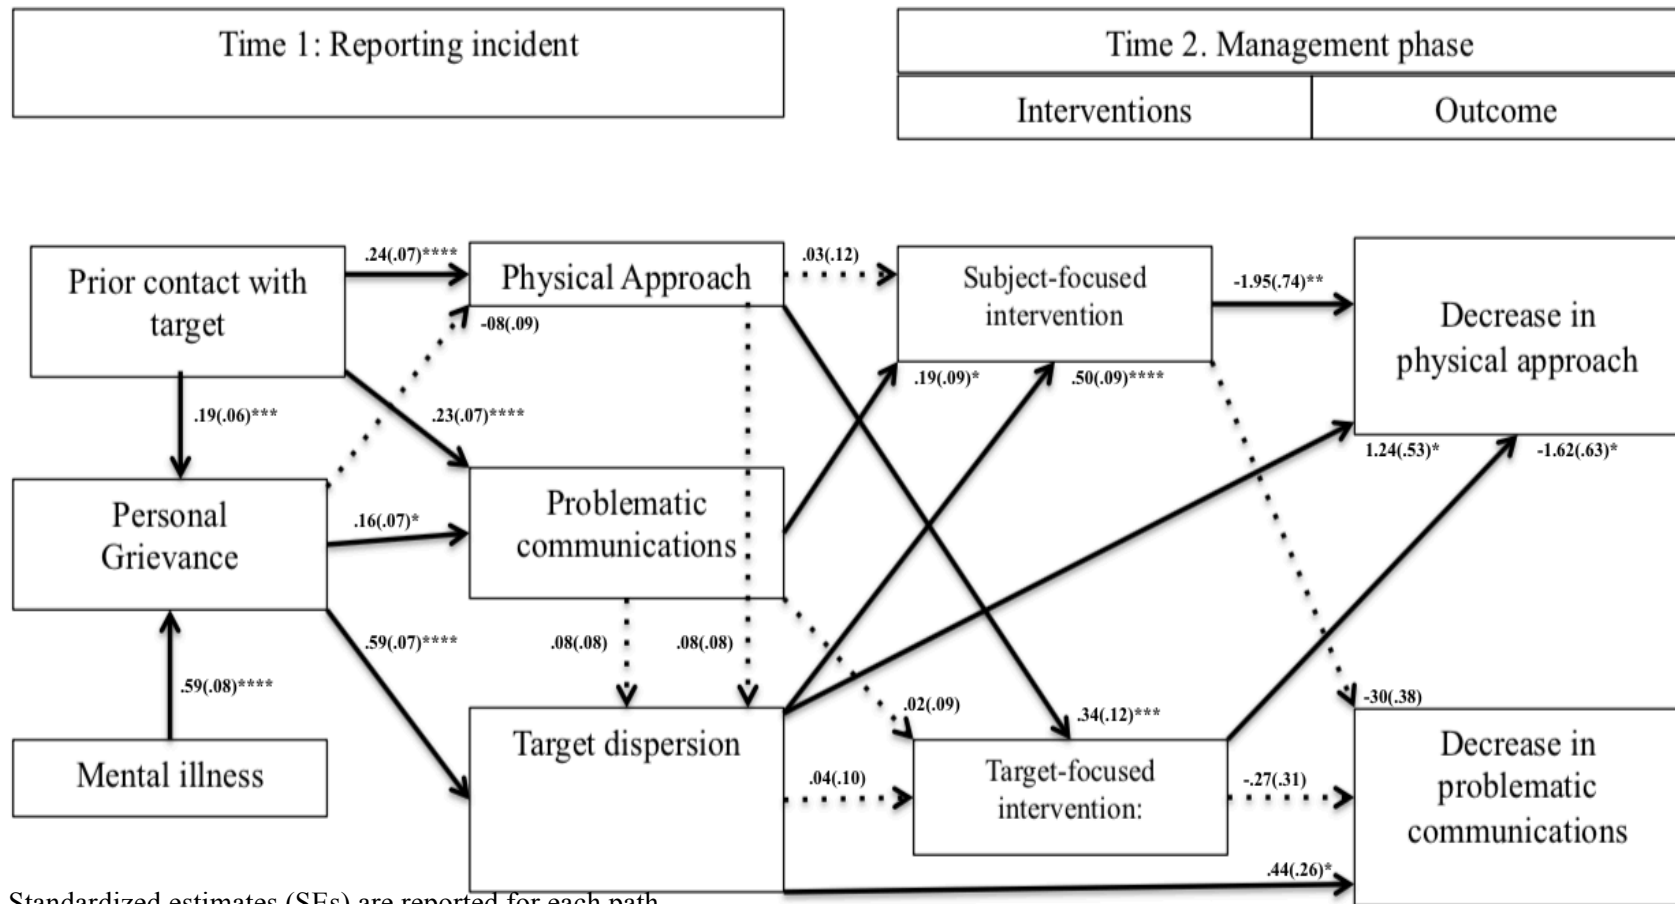 Time 1: Reporting incident
Time 2. Management phase
Interventions
Outcome
Prior contact with
target
.24(.07)****
Physical Approach
.03(.12)
Subject-focused
intervention
-1.95(.74)**
Decrease in
physical approach
-08(.09)
.19(.06)***
.23(.07)****
.19(.09)*
.50(.09)****
1.24(.53)*
-1.62(.63)*
Personal
Grievance
.16(.07)*
Problematic
communications
.59(.07)****
.08(.08)
.08(.08)
.59(.08)****
Mental illness
Target dispersion
.02(.09)
.34(.12)***
-30(.38)
.04(.10)
Target-focused
intervention:
-.27(.31)
Decrease in
problematic
communications
.44(.26)*
Standardized estimates (SEs) are reported for each path